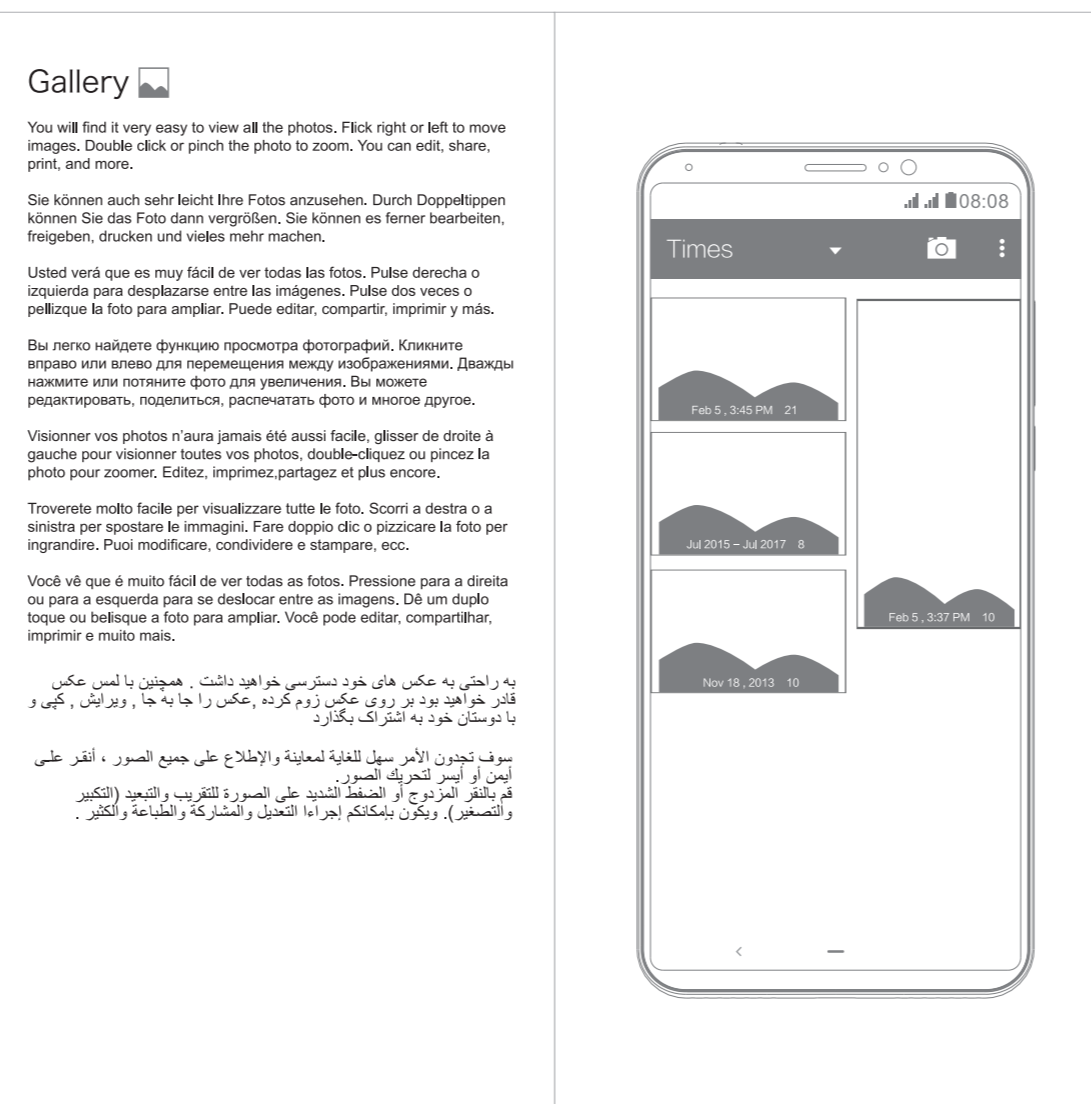 Gallery
You will find it very easy to view all the photos. Flick right or left to move
images. Double click or pinch the photo to zoom. You can edit, share,
print, and more.
Sie können auch sehr leicht Ihre Fotos anzusehen. Durch Doppeltippen
können Sie das Foto dann vergrößen. Sie können es ferner bearbeiten,
freigeben, drucken und vieles mehr machen.
Usted verá que es muy fácil de ver todas las fotos. Pulse derecha o
izquierda para desplazarse entre las imágenes. Pulse dos veces o
pellizque la foto para ampliar. Puede editar, compartir, imprimir y más.
Вы легко найдете функцию просмотра фотографий. Кликните
вправо или влево для перемещения между изображениями. Дважды
нажмите или потяните фото для увеличения. Вы можете
редактировать, поделиться, распечатать фото и многое другое.
Visionner vos photos n’aura jamais été aussi facile, glisser de droite à
gauche pour visionner toutes vos photos, double-cliquez ou pincez la
photo pour zoomer. Editez, imprimez,partagez et plus encore.
Troverete molto facile per visualizzare tutte le foto. Scorri a destra o a
sinistra per spostare le immagini. Fare doppio clic o pizzicare la foto per
ingrandire. Puoi modificare, condividere e stampare, ecc.
Você vê que é muito fácil de ver todas as fotos. Pressione para a direita
ou para a esquerda para se deslocar entre as imagens. Dê um duplo
toque ou belisque a foto para ampliar. Você pode editar, compartilhar,
imprimir e muito mais.
به راحتی به عکس های خود دسترسی خواهید داشت . همچنین با لمس عکس
قادر خواهید بود بر روی عکس زوم کرده ,عکس را جا به جا , ویرایش , کپی و
با دوستان خود به اشتراک بگذارد
سوف تجدون الأمر سهل للغاية لمعاينة والإطلاع على جميع الصور ، أنقر على
أيمن أو أيسر لتحريك الصور.
قم بالنقر المزدوج أو الضغط الشديد على الصورة للتقريب والتبعيد (التكبير
والتصغير). ويكون بإمكانكم إجراءا التعديل والمشاركة والطباعة والكثير .
08:08
Times
Feb 5 , 3:45 PM 21
Jul 2015 – Jul 2017 8
Feb 5 , 3:37 PM 10
Nov 18 , 2013 10